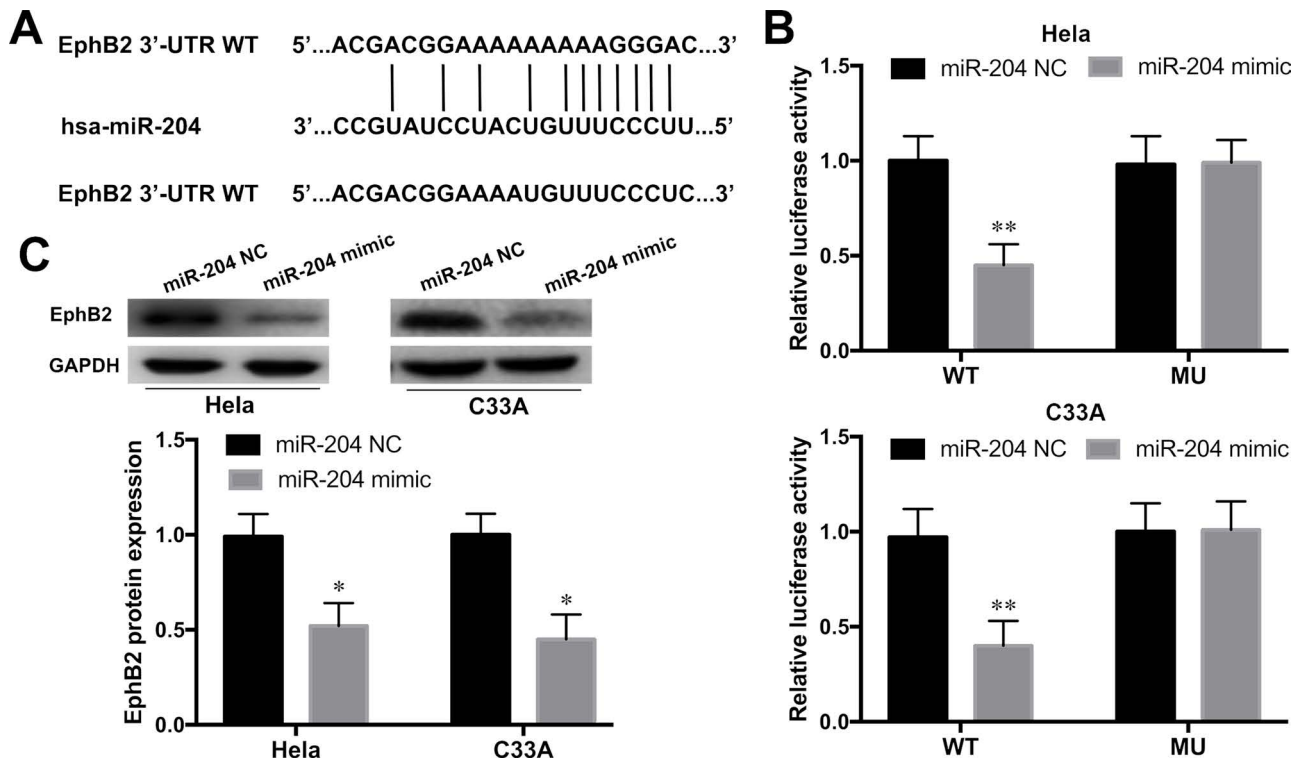 A
EphB2 3’-UTR WT 5’...ACGACGGAAAAAAAAAGGGAC...3’
hsa-miR-204 3’...CCGUAUCCUACUGUUUCCCUU...5’
EphB2 3’-UTR WT 5’...ACGACGGAAAAUGUUUCCCUC...3’
B
Hela
miR-204 NC miR-204 mimic
Relative luciferase activity
1.5
1.0
0.5
0.0
**
WT MU
C33A
miR-204 NC miR-204 mimic
Relative luciferase activity
1.5
1.0
0.5
0.0
**
WT MU
C
miR-204 NC miR-204 mimic miR-204 NC miR-204 mimic
EphB2
GAPDH
Hela C33A
miR-204 NC
miR-204 mimic
EphB2 protein expression
1.5
1.0
0.5
0.0
* *
Hela C33A